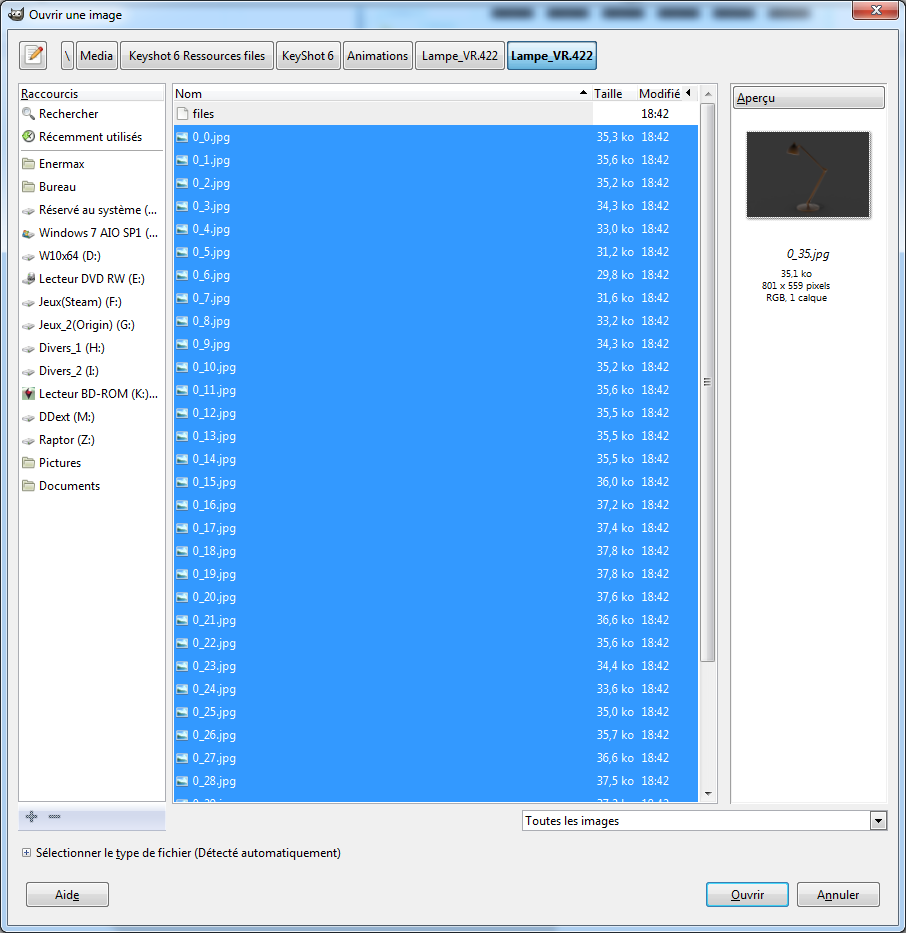 Ouvrir une image
\ Media Keyshot 6 Ressources files KeyShot 6 Animations Lampe_VR.422 Lampe_VR.422
Raccourcis
Rechercher
Récemment utilisés
Enermax
Bureau
Réservé au système (...
Windows 7 AIO SP1 (...
W10x64 (D:)
Lecteur DVD RW (E:)
Jeux(Steam) (F:)
Jeux_2(Origin) (G:)
Divers_1 (H:)
Divers_2 (I:)
Lecteur BD-ROM (K:)...
DDext (M:)
Raptor (Z:)
Pictures
Documents
Nom Taille Modifié
files 18:42
0_0.jpg 35,3 ko 18:42
0_1.jpg 35,6 ko 18:42
0_2.jpg 35,2 ko 18:42
0_3.jpg 34,3 ko 18:42
0_4.jpg 33,0 ko 18:42
0_5.jpg 31,2 ko 18:42
0_6.jpg 29,8 ko 18:42
0_7.jpg 31,6 ko 18:42
0_8.jpg 33,2 ko 18:42
0_9.jpg 34,3 ko 18:42
0_10.jpg 35,2 ko 18:42
0_11.jpg 35,6 ko 18:42
0_12.jpg 35,5 ko 18:42
0_13.jpg 35,5 ko 18:42
0_14.jpg 35,5 ko 18:42
0_15.jpg 36,0 ko 18:42
0_16.jpg 37,2 ko 18:42
0_17.jpg 37,4 ko 18:42
0_18.jpg 37,8 ko 18:42
0_19.jpg 37,8 ko 18:42
0_20.jpg 37,6 ko 18:42
0_21.jpg 36,6 ko 18:42
0_22.jpg 35,6 ko 18:42
0_23.jpg 34,4 ko 18:42
0_24.jpg 33,6 ko 18:42
0_25.jpg 35,0 ko 18:42
0_26.jpg 35,7 ko 18:42
0_27.jpg 36,6 ko 18:42
0_28.jpg 37,5 ko 18:42
Aperçu
0_35.jpg
35,1 ko
801 x 559 pixels
RGB, 1 calque
Toutes les images
Sélectionner le type de fichier (Détecté automatiquement)
Aide Ouvrir Annuler